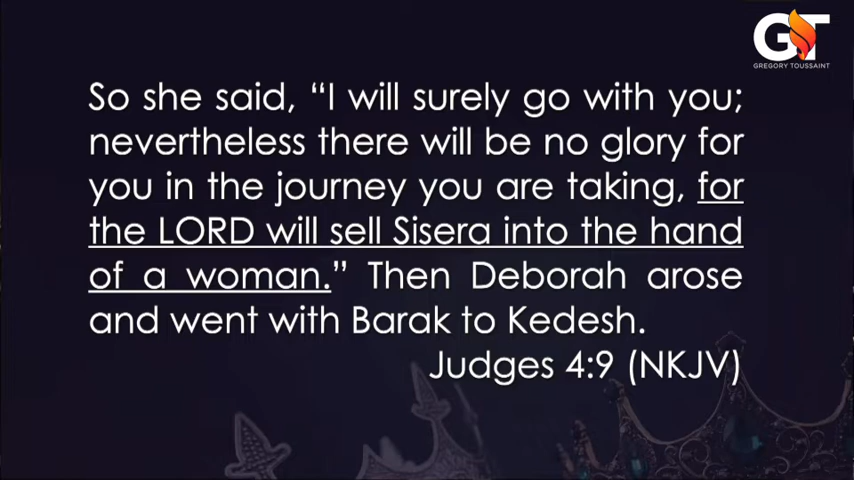 GT
GREGORY TOUSSAINT
So she said, “I will surely go with you;
nevertheless there will be no glory for
you in the journey you are taking, for
the LORD will sell Sisera into the hand
of a woman.” Then Deborah arose
and went with Barak to Kedesh.
Judges 4:9 (NKJV)